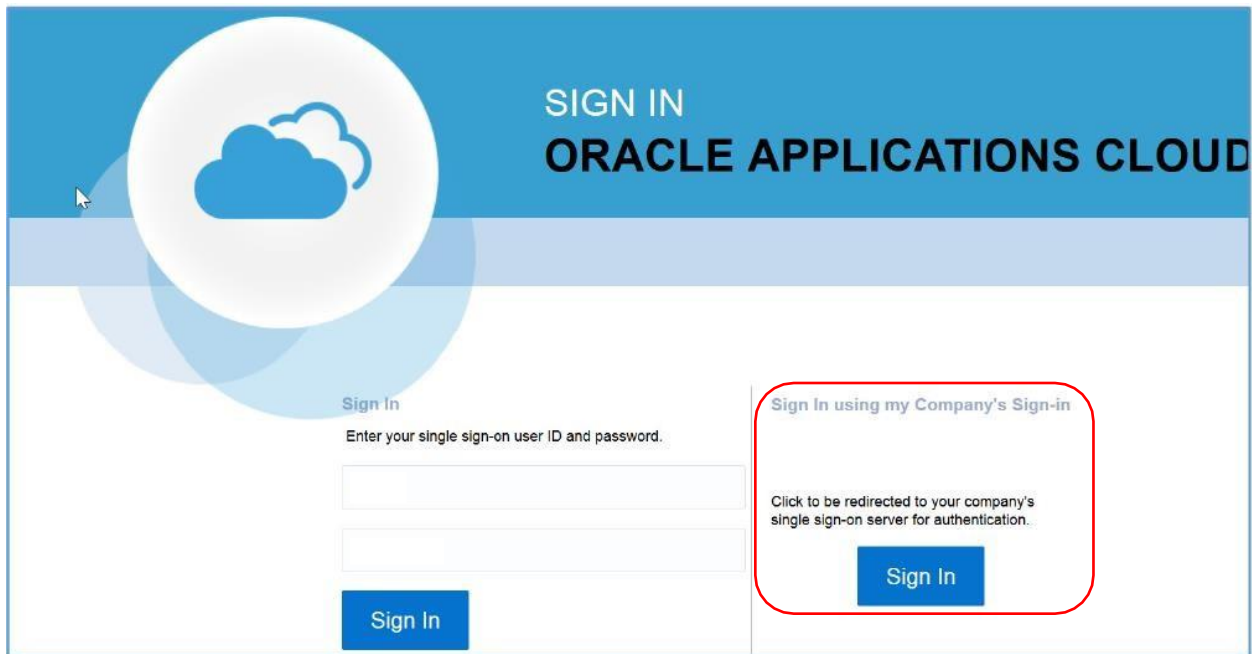 SIGN IN
ORACLE APPLICATIONS CLOUD
Sign In
Enter your single sign-on user ID and password.
Sign In
Sign In using my Company's Sign-in
Click to be redirected to your company's
single sign-on server for authentication.
Sign In